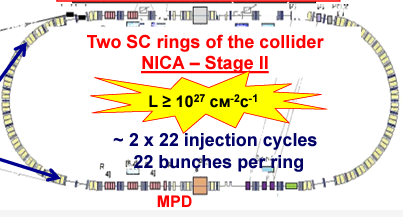 Two SC rings of the collider
NICA – Stage II
L ≥ 10²⁷ см⁻²с⁻¹
~ 2 x 22 injection cycles
22 bunches per ring
MPD